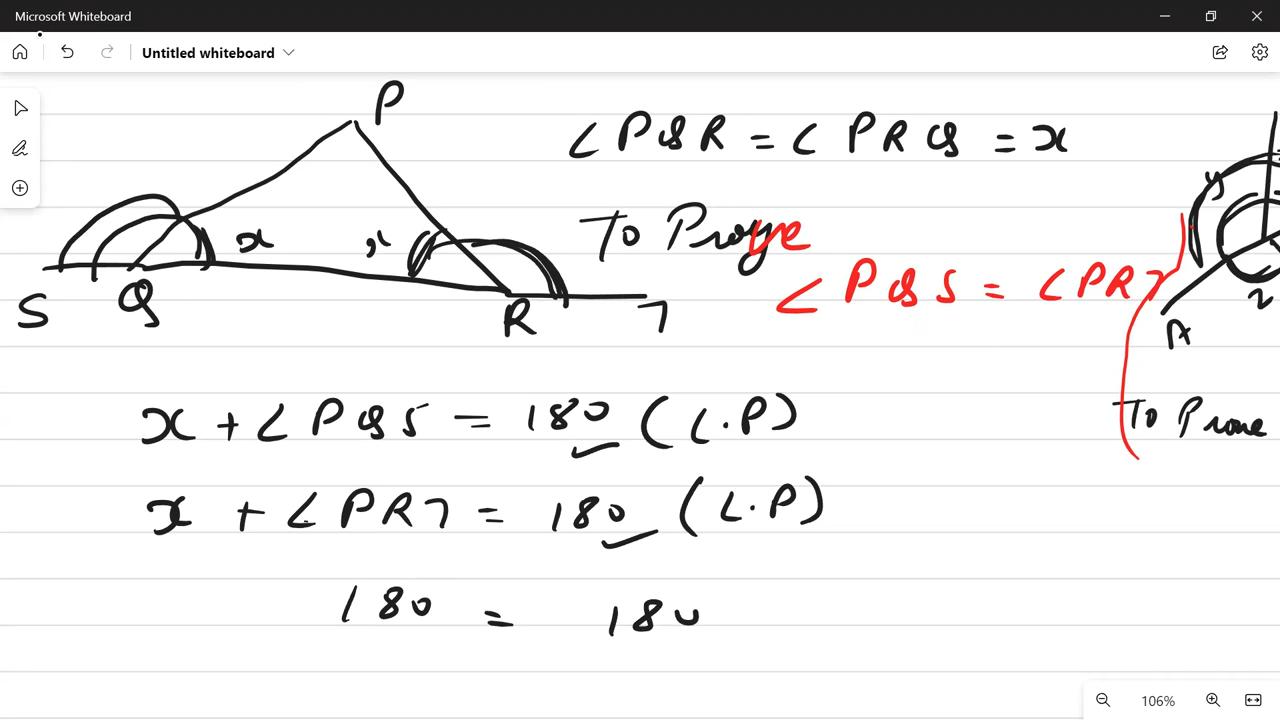 Microsoft Whiteboard
Untitled whiteboard
P
x x
S Q R T
∠PQR = ∠PRQ = x
To Prove
∠PQS = ∠PRT
x + ∠PQS = 180 (L.P)
x + ∠PRT = 180 (L.P)
180 = 180
y
z
A
To Prove
106%